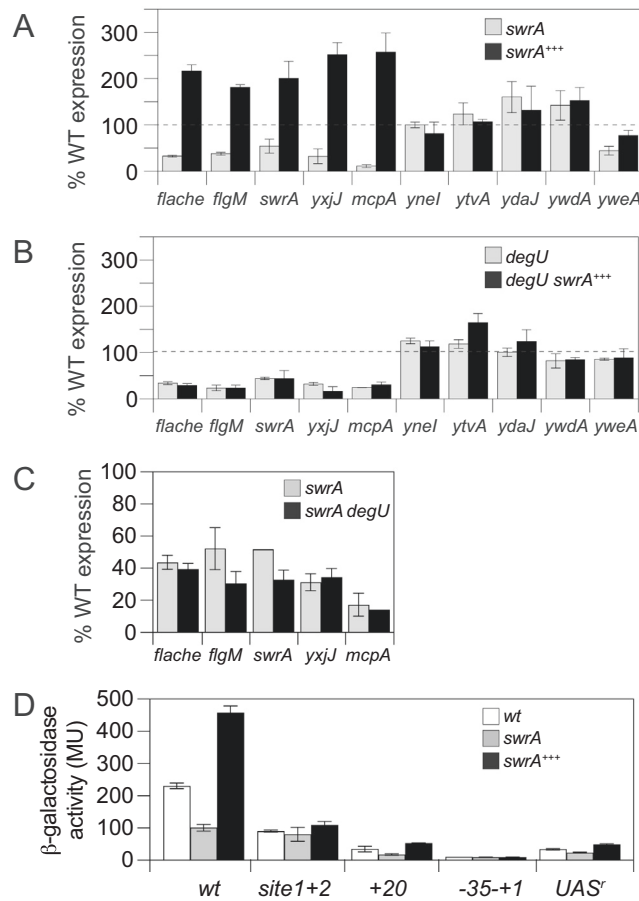 A
% WT expression
300
200
100
0
swrA
swrA+++
flache flgM swrA yxjJ mcpA yneI ytvA ydaJ ywdA yweA
B
% WT expression
300
200
100
0
degU
degU swrA+++
flache flgM swrA yxjJ mcpA yneI ytvA ydaJ ywdA yweA
C
% WT expression
100
80
60
40
20
0
swrA
swrA degU
flache flgM swrA yxjJ mcpA
D
β-galactosidase
activity (MU)
500
400
300
200
100
0
wt
swrA
swrA+++
wt site1+2 +20 -35-+1 UASr